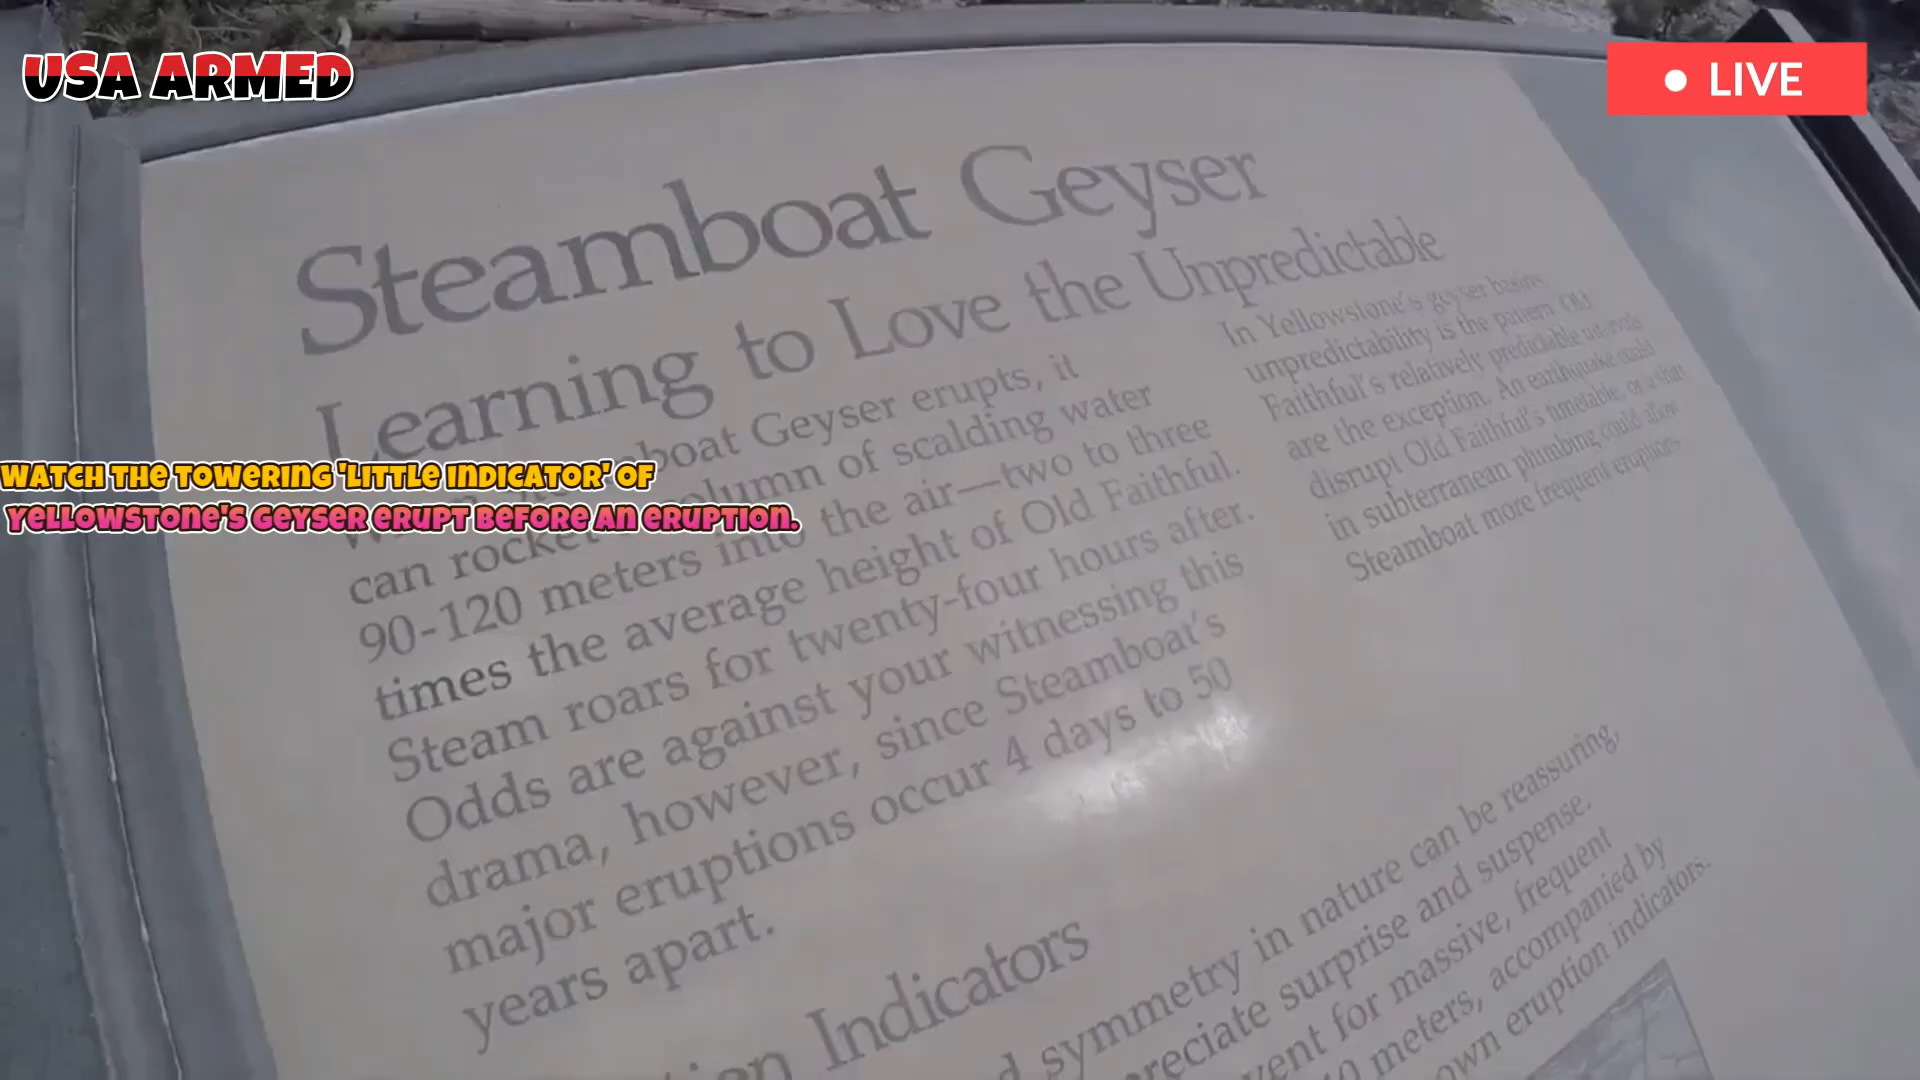 USA ARMED
LIVE
Steamboat Geyser
Learning to Love the Unpredictable
boat Geyser erupts, it
can rocket column of scalding water
90-120 meters into the air—two to three
times the average height of Old Faithful.
Steam roars for twenty-four hours after.
Odds are against your witnessing this
drama, however, since Steamboat's
major eruptions occur 4 days to 50
years apart.
In Yellowstone's geyser basins,
unpredictability is the pattern. Old
Faithful's relatively predictable intervals
are the exception. An earthquake could
disrupt Old Faithful's timetable, or a shift
in subterranean plumbing could allow
Steamboat more frequent eruptions.
WATCH THE TOWERING 'LITTLE INDICATOR' OF
YELLOWSTONE'S GEYSER ERUPT BEFORE AN ERUPTION.
Indicators
symmetry in nature can be reassuring,
reciate surprise and suspense.
vent for massive, frequent
0 meters, accompanied by
own eruption indicators.